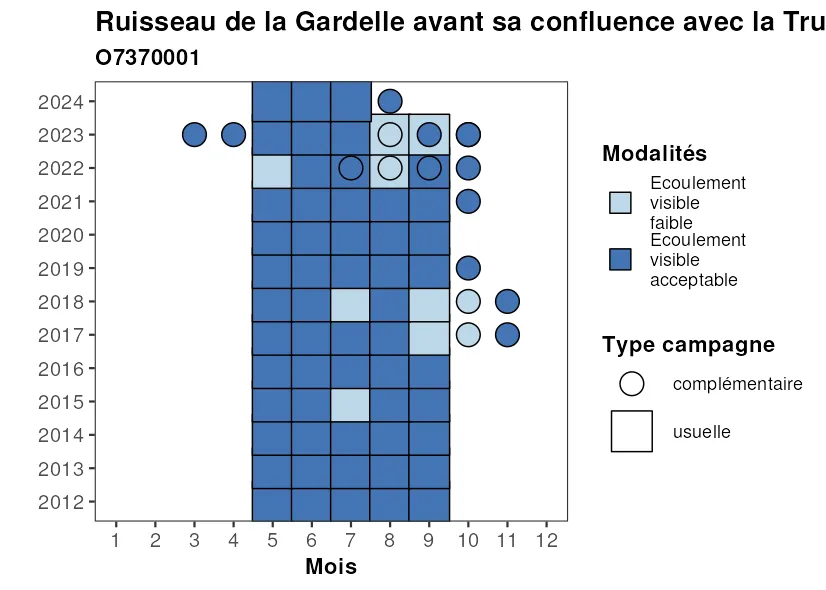 Ruisseau de la Gardelle avant sa confluence avec la Tru
O7370001
2024
2023
2022
2021
2020
2019
2018
2017
2016
2015
2014
2013
2012
1 2 3 4 5 6 7 8 9 10 11 12
Mois
Modalités
Ecoulement
visible
faible
Ecoulement
visible
acceptable
Type campagne
complémentaire
usuelle